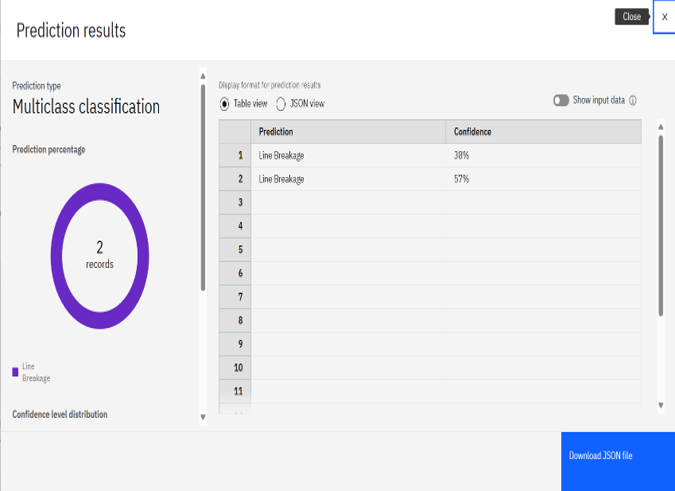 Prediction results
Close
X
Prediction type
Multiclass classification
Prediction percentage
2
records
Line
Breakage
Confidence level distribution
Display format for prediction results
Table view JSON view
Show input data
Prediction Confidence
1 Line Breakage 38%
2 Line Breakage 57%
3
4
5
6
7
8
9
10
11
Download JSON file